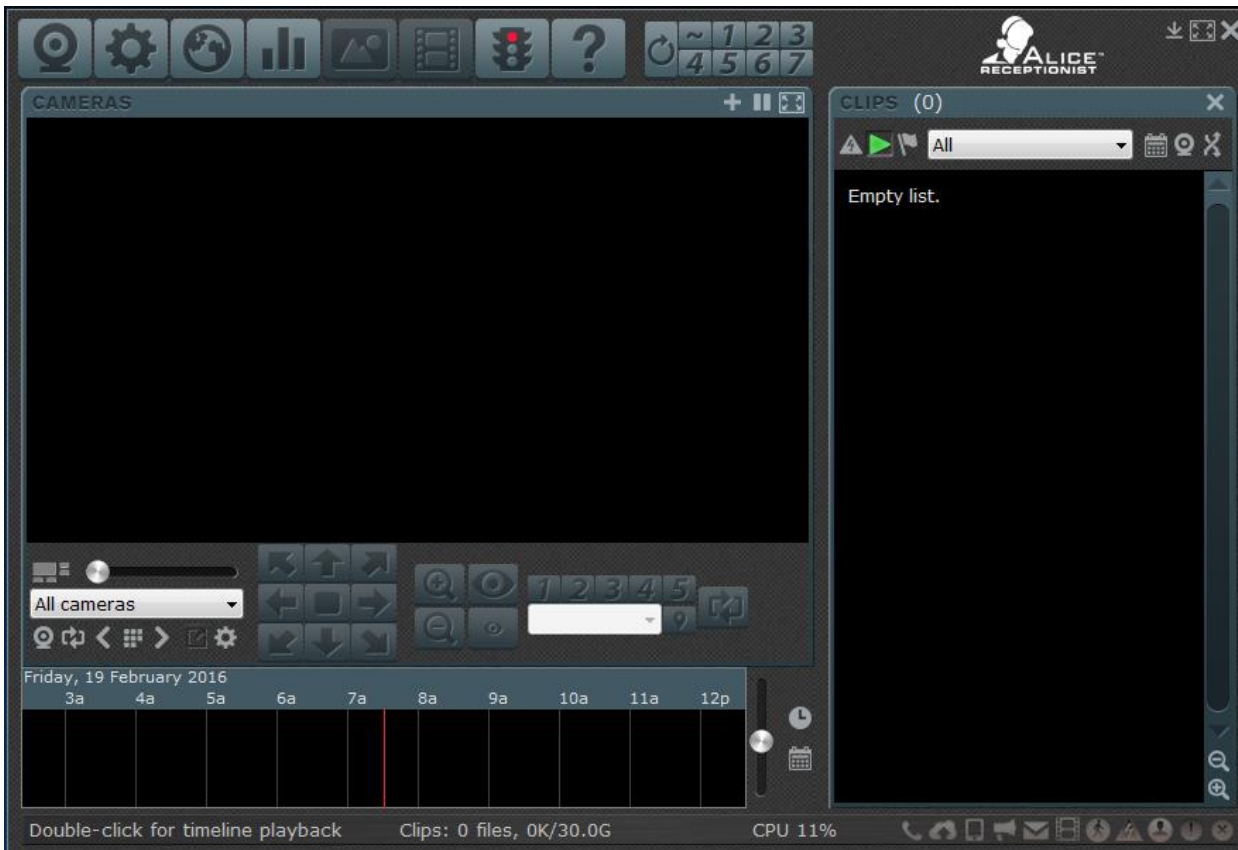 ?
~ 1 2 3
4 5 6 7
ALICE™
RECEPTIONIST
CAMERAS
CLIPS (0)
All
Empty list.
All cameras
1 2 3 4 5
Friday, 19 February 2016
3a 4a 5a 6a 7a 8a 9a 10a 11a 12p
Double-click for timeline playback Clips: 0 files, 0K/30.0G CPU 11%